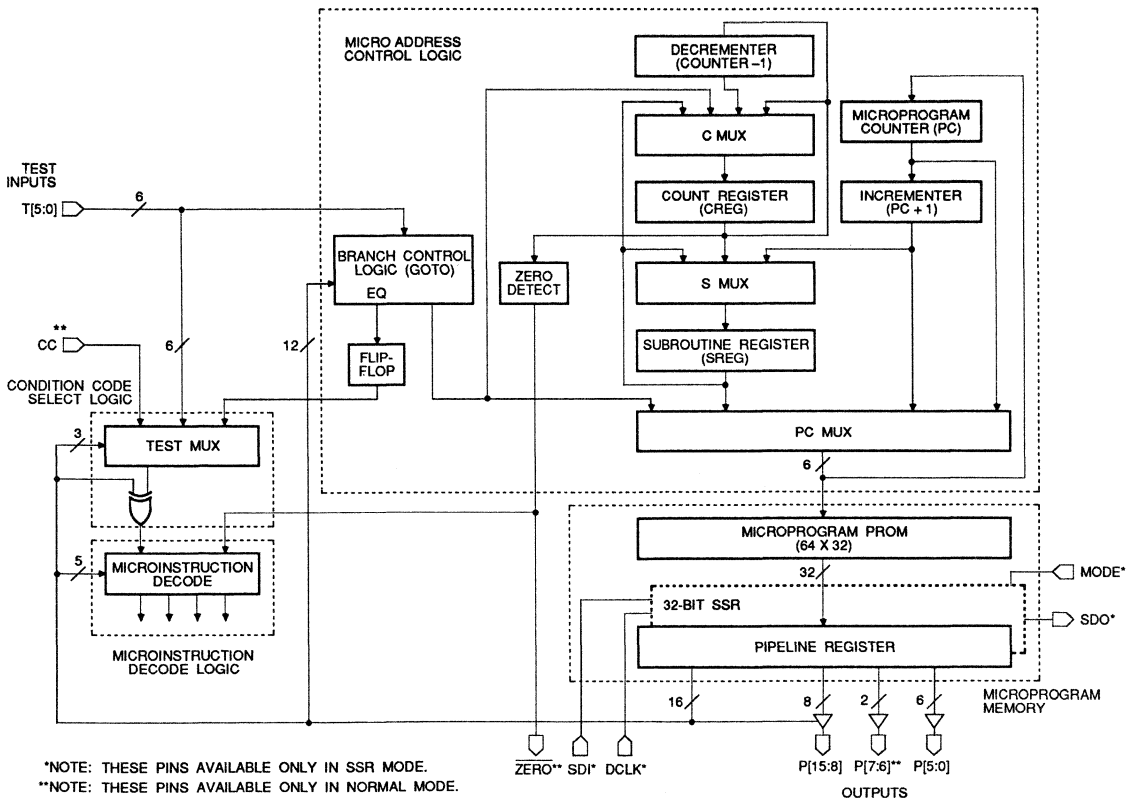 MICRO ADDRESS
CONTROL LOGIC
DECREMENTER
(COUNTER –1)
MICROPROGRAM
COUNTER (PC)
C MUX
TEST
INPUTS
T[5:0]
6
COUNT REGISTER
(CREG)
INCREMENTER
(PC + 1)
BRANCH CONTROL
LOGIC (GOTO)
EQ
ZERO
DETECT
S MUX
**
CC
6
12
FLIP-
FLOP
SUBROUTINE REGISTER
(SREG)
CONDITION CODE
SELECT LOGIC
3
TEST MUX
PC MUX
6
MICROPROGRAM PROM
(64 X 32)
5
MICROINSTRUCTION
DECODE
32
MODE*
32-BIT SSR
SDO*
MICROINSTRUCTION
DECODE LOGIC
PIPELINE REGISTER
16
8
2
6
MICROPROGRAM
MEMORY
ZERO**
SDI*
DCLK*
P[15:8]
P[7:6]**
P[5:0]
OUTPUTS
*NOTE: THESE PINS AVAILABLE ONLY IN SSR MODE.
**NOTE: THESE PINS AVAILABLE ONLY IN NORMAL MODE.